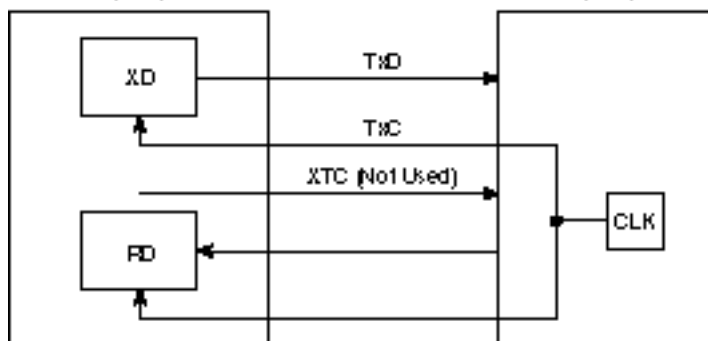 XD
TxD
TxC
XTC (Not Used)
CLK
RD